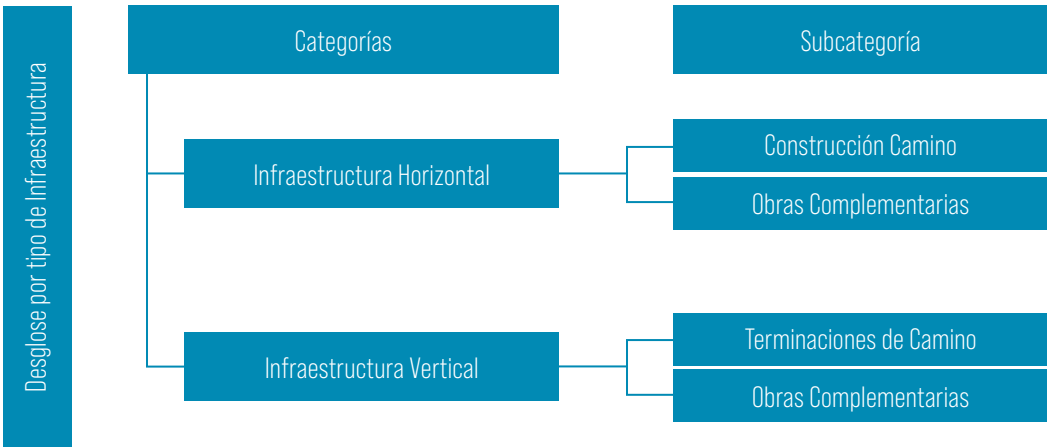 Desglose por tipo de Infraestructura
Categorías
Subcategoría
Infraestructura Horizontal
Construcción Camino
Obras Complementarias
Infraestructura Vertical
Terminaciones de Camino
Obras Complementarias